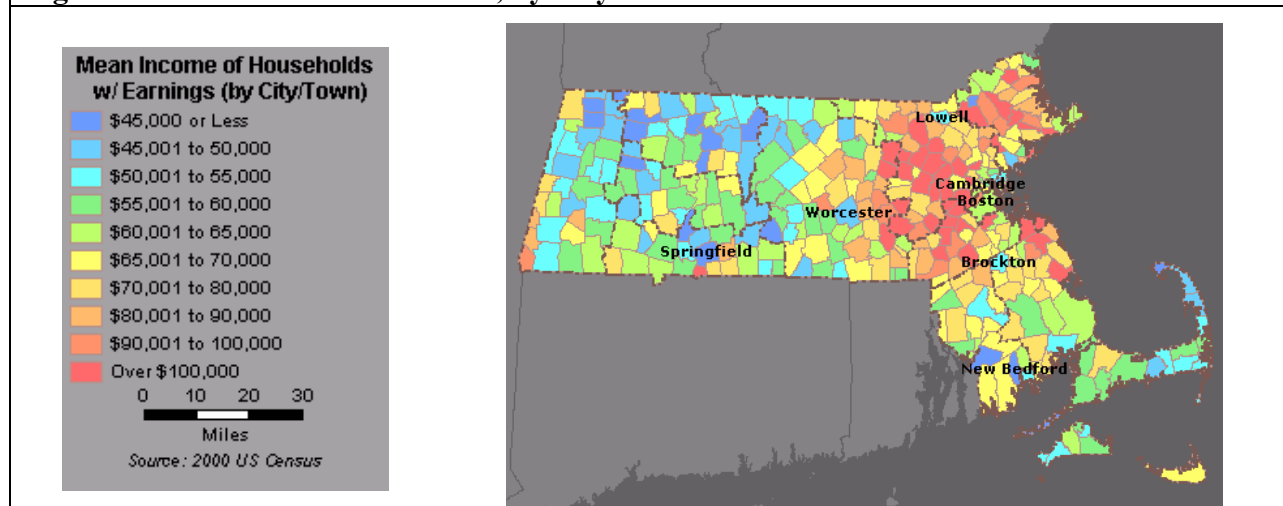 Mean Income of Households
w/ Earnings (by City/Town)
$45,000 or Less
$45,001 to 50,000
$50,001 to 55,000
$55,001 to 60,000
$60,001 to 65,000
$65,001 to 70,000
$70,001 to 80,000
$80,001 to 90,000
$90,001 to 100,000
Over $100,000
0 10 20 30
Miles
Source: 2000 US Census
Lowell
Cambridge
Boston
Worcester
Springfield
Brockton
New Bedford